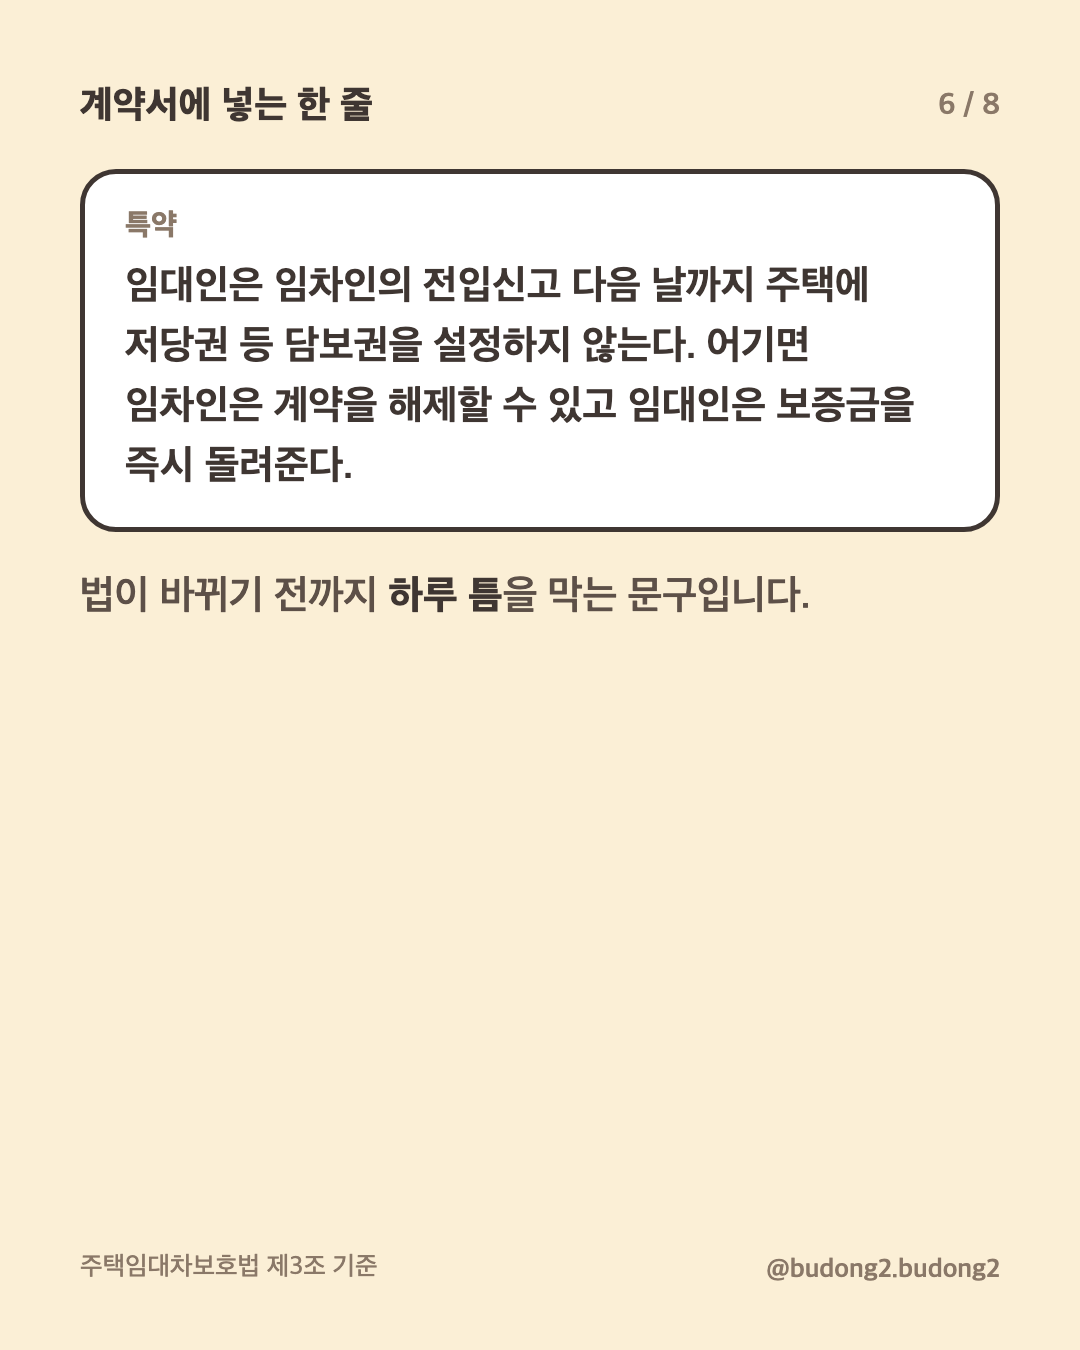 계약서에 넣는 한 줄
6 / 8
특약
임대인은 임차인의 전입신고 다음 날까지 주택에
저당권 등 담보권을 설정하지 않는다. 어기면
임차인은 계약을 해제할 수 있고 임대인은 보증금을
즉시 돌려준다.
법이 바뀌기 전까지 하루 틈을 막는 문구입니다.
주택임대차보호법 제3조 기준
@budong2.budong2